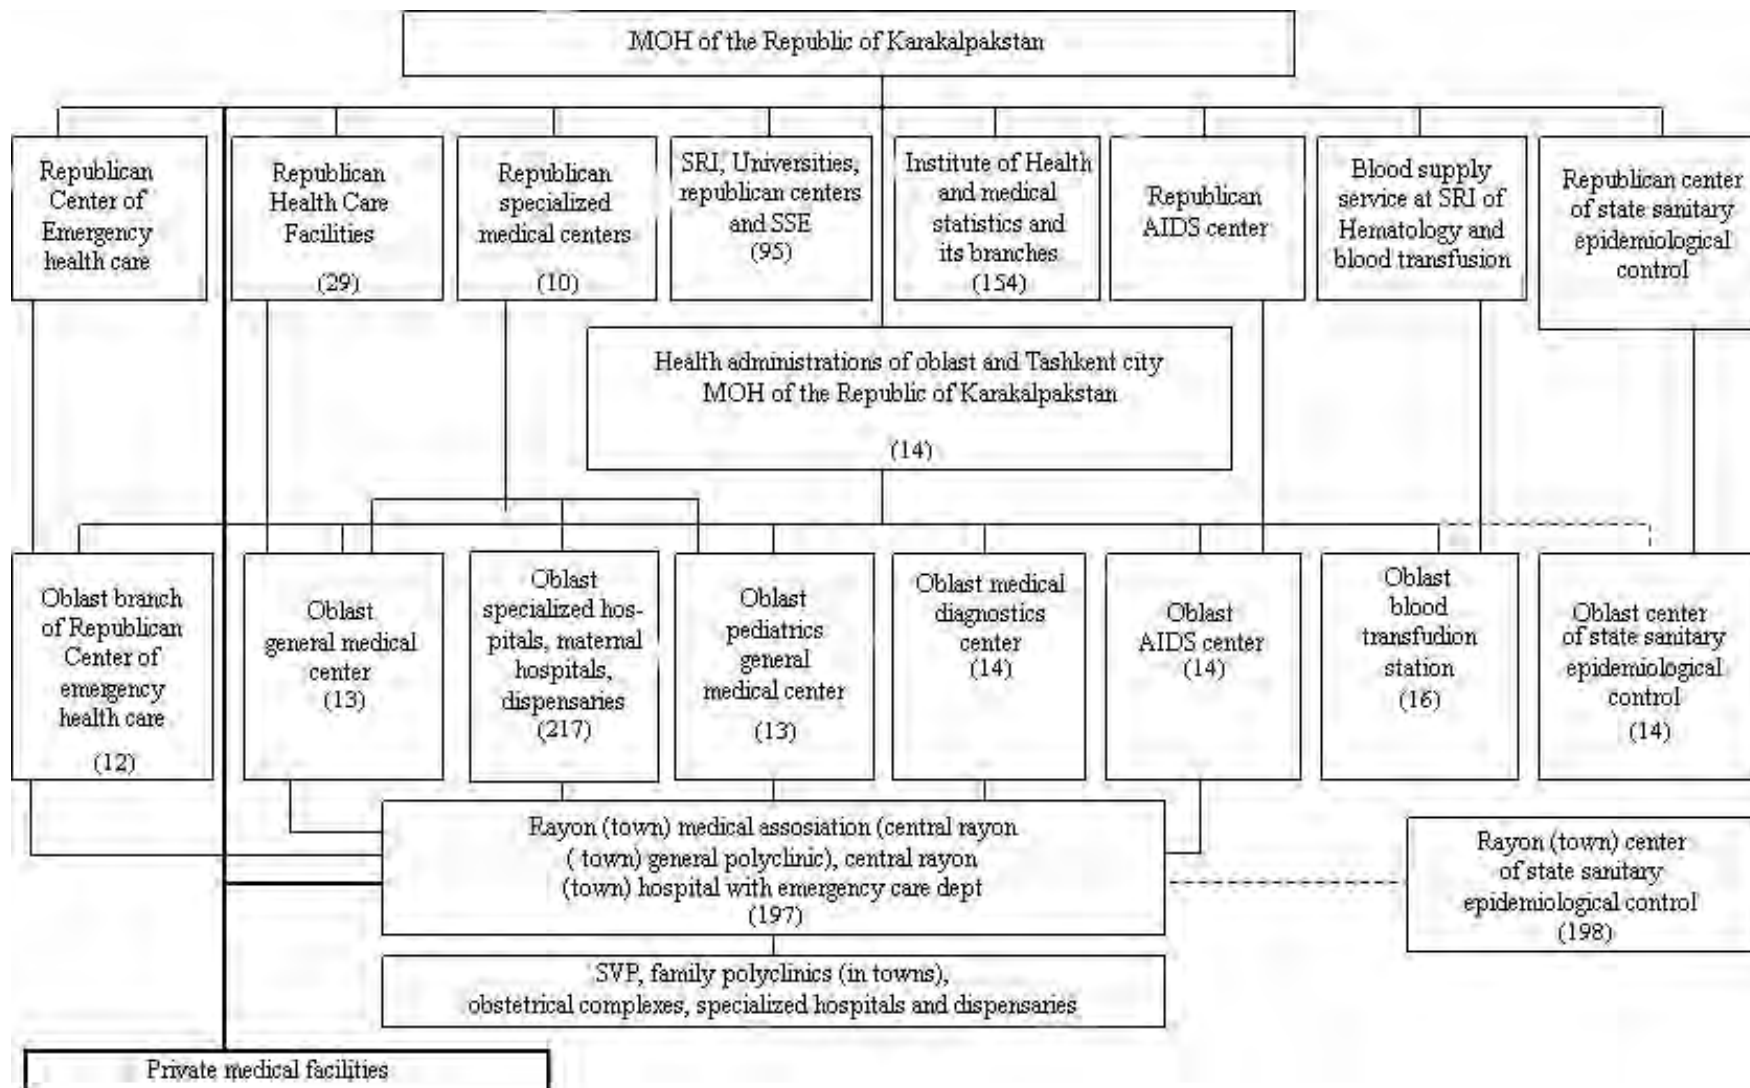 MOH of the Republic of Karakalpakstan
Republican
Center of
Emergency
health care
Republican
Health Care
Facilities
(29)
Republican
specialized
medical centers
(10)
SRI, Universities,
republican centers
and SSE
(95)
Institute of Health
and medical
statistics and
its branches
(154)
Republican
AIDS center
Blood supply
service at SRI of
Hematology and
blood transfusion
Republican center
of state sanitary
epidemiological
control
Health administrations of oblast and Tashkent city
MOH of the Republic of Karakalpakstan
(14)
Oblast branch
of Republican
Center of
emergency
health care
(12)
Oblast
general medical
center
(13)
Oblast
specialized hos-
pitals, maternal
hospitals,
dispensaries
(217)
Oblast
pediatrics
general
medical center
(13)
Oblast medical
diagnostics
center
(14)
Oblast
AIDS center
(14)
Oblast
blood
transfudion
station
(16)
Oblast center
of state sanitary
epidemiological
control
(14)
Rayon (town) medical assosiation (central rayon
( town) general polyclinic), central rayon
(town) hospital with emergency care dept
(197)
Rayon (town) center
of state sanitary
epidemiological control
(198)
SVP, family polyclinics (in towns),
obstetrical complexes, specialized hospitals and dispensaries
Private medical facilities